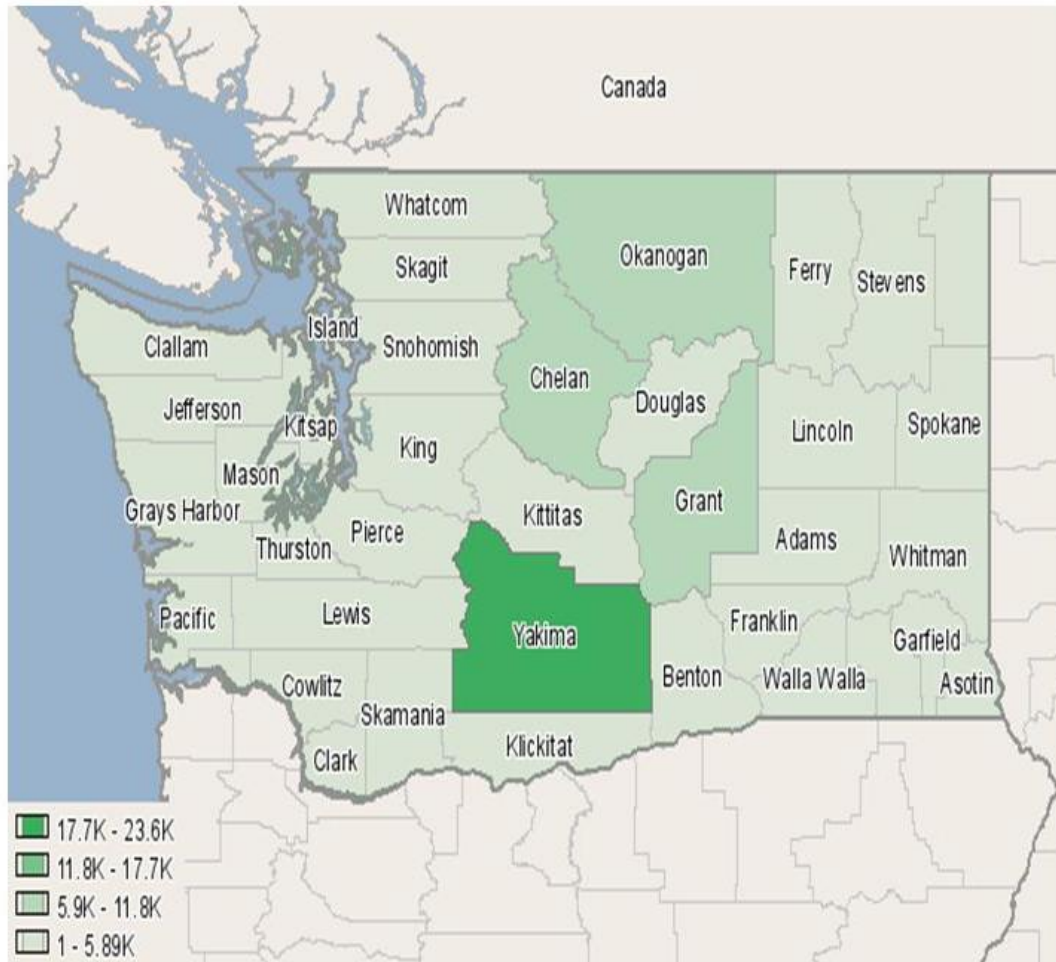 Canada
Whatcom
Okanogan
Skagit
Ferry
Stevens
Island
Clallam
Snohomish
Chelan
Jefferson
Douglas
Kitsap
King
Lincoln
Spokane
Mason
Grays Harbor
Kittitas
Grant
Pierce
Thurston
Adams
Whitman
Pacific
Lewis
Yakima
Franklin
Garfield
Benton
Walla Walla
Asotin
Cowlitz
Skamania
Klickitat
Clark
17.7K - 23.6K
11.8K - 17.7K
5.9K - 11.8K
1 - 5.89K